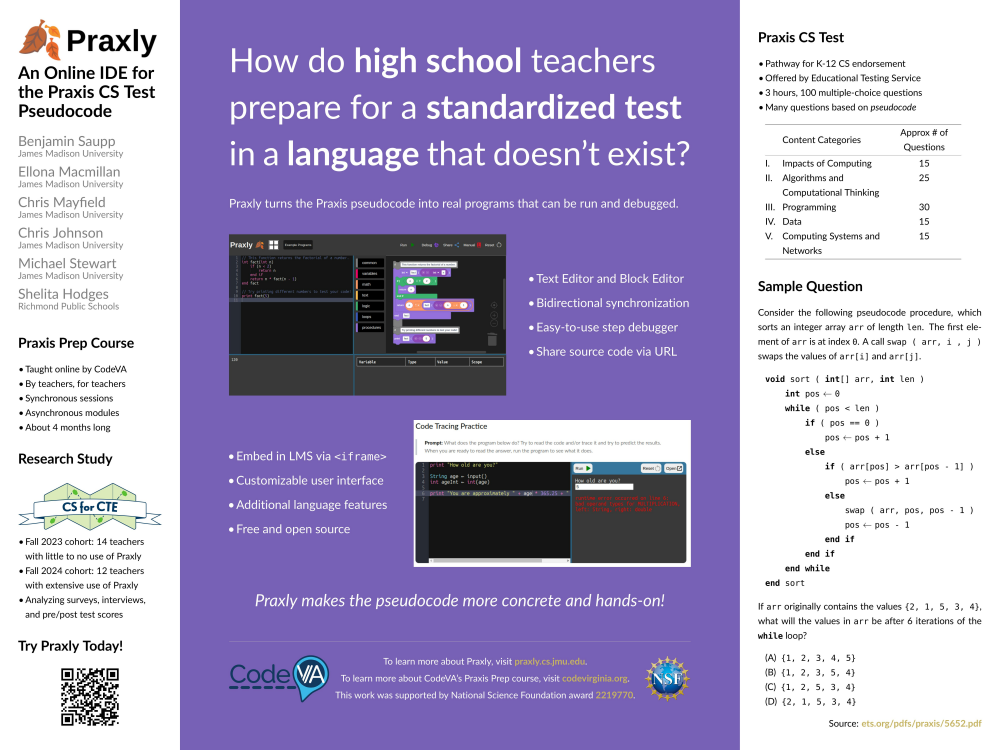 Praxly
An Online IDE for
the Praxis CS Test
Pseudocode
Benjamin Saupp
James Madison University
Ellona Macmillan
James Madison University
Chris Mayfield
James Madison University
Chris Johnson
James Madison University
Michael Stewart
James Madison University
Shelita Hodges
Richmond Public Schools
Praxis Prep Course
• Taught online by CodeVA
• By teachers, for teachers
• Synchronous sessions
• Asynchronous modules
• About 4 months long
Research Study
CS for CTE
• Fall 2023 cohort: 14 teachers
with little to no use of Praxly
• Fall 2024 cohort: 12 teachers
with extensive use of Praxly
• Analyzing surveys, interviews,
and pre/post test scores
Try Praxly Today!
How do high school teachers
prepare for a standardized test
in a language that doesn't exist?
Praxly turns the Praxis pseudocode into real programs that can be run and debugged.
Praxly
Example Programs
Run
Debug
Share
Manual
Reset
common
variables
math
text
logic
loops
procedures
Variable Type Value Scope
• Text Editor and Block Editor
• Bidirectional synchronization
• Easy-to-use step debugger
• Share source code via URL
• Embed in LMS via <iframe>
• Customizable user interface
• Additional language features
• Free and open source
Code Tracing Practice
Prompt: What does the program below do? Try to read the code and/or trace it and try to predict the results.
When you are ready to read the answer, run the program to see what it does.
print "How old are you?"
String age ← input()
int ageInt ← int(age)
print "You are approximately " + age * 365.25 + "
Run
Reset
Open
How old are you?
Praxly makes the pseudocode more concrete and hands-on!
CodeVA
To learn more about Praxly, visit praxly.cs.jmu.edu.
To learn more about CodeVA's Praxis Prep course, visit codevirginia.org.
This work was supported by National Science Foundation award 2219770.
NSF
Praxis CS Test
• Pathway for K-12 CS endorsement
• Offered by Educational Testing Service
• 3 hours, 100 multiple-choice questions
• Many questions based on pseudocode
Content Categories Approx # of
Questions
I. Impacts of Computing 15
II. Algorithms and 25
Computational Thinking
III. Programming 30
IV. Data 15
V. Computing Systems and 15
Networks
Sample Question
Consider the following pseudocode procedure, which
sorts an integer array arr of length len. The first ele-
ment of arr is at index 0. A call swap ( arr, i , j )
swaps the values of arr[i] and arr[j].
void sort ( int[] arr, int len )
int pos ← 0
while ( pos < len )
if ( pos == 0 )
pos ← pos + 1
else
if ( arr[pos] > arr[pos - 1] )
pos ← pos + 1
else
swap ( arr, pos, pos - 1 )
pos ← pos - 1
end if
end if
end while
end sort
If arr originally contains the values {2, 1, 5, 3, 4},
what will the values in arr be after 6 iterations of the
while loop?
(A) {1, 2, 3, 4, 5}
(B) {1, 2, 3, 5, 4}
(C) {1, 2, 5, 3, 4}
(D) {2, 1, 5, 3, 4}
Source: ets.org/pdfs/praxis/5652.pdf